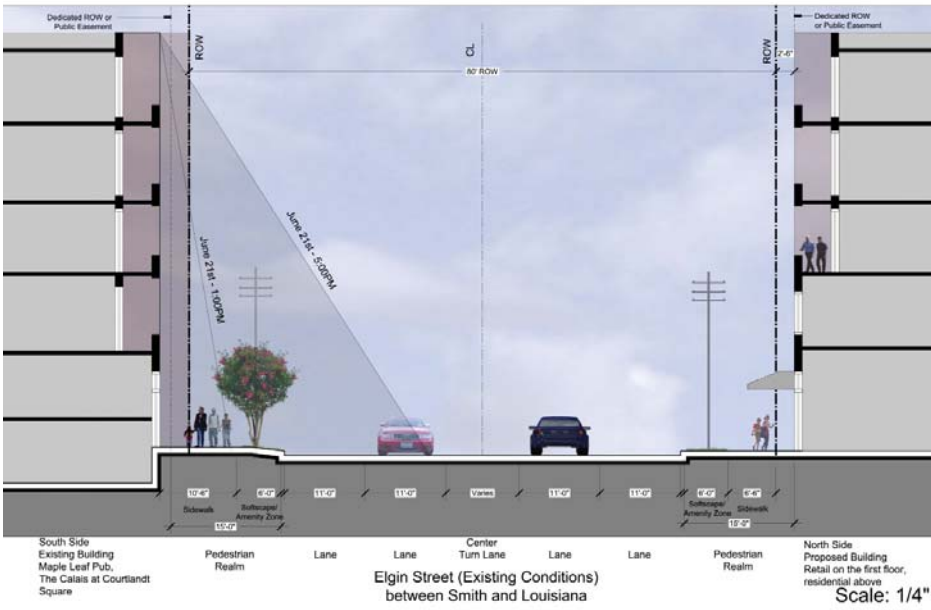 Dedicated ROW or
Public Easement
ROW
CL
ROW
Dedicated ROW
or Public Easement
80' ROW
2'-6"
June 21st - 1:00PM
June 21st - 5:00PM
10'-6"
6'-0"
11'-0"
11'-0"
Varies
11'-0"
11'-0"
6'-0"
6'-6"
Sidewalk
Softscape/
Amenity Zone
Softscape/
Amenity Zone
Sidewalk
15'-0"
15'-0"
South Side
Existing Building
Maple Leaf Pub,
The Calais at Courtlandt
Square
Pedestrian
Realm
Lane
Lane
Center
Turn Lane
Lane
Lane
Pedestrian
Realm
North Side
Proposed Building
Retail on the first floor,
residential above
Elgin Street (Existing Conditions)
between Smith and Louisiana
Scale: 1/4"